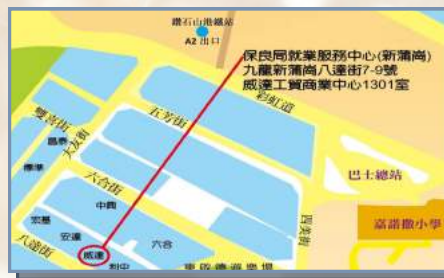 鑽石山港鐵站
A2 出口
保良局就業服務中心(新蒲崗)
九龍新蒲崗八達街7-9號
威達工貿商業中心1301室
彩虹道
五芳街
雙喜街
昌泰
大友街
標準
六合街
中興
巴士總站
四美街
嘉諾撒小學
宏基
安達
八達街
威達
六合